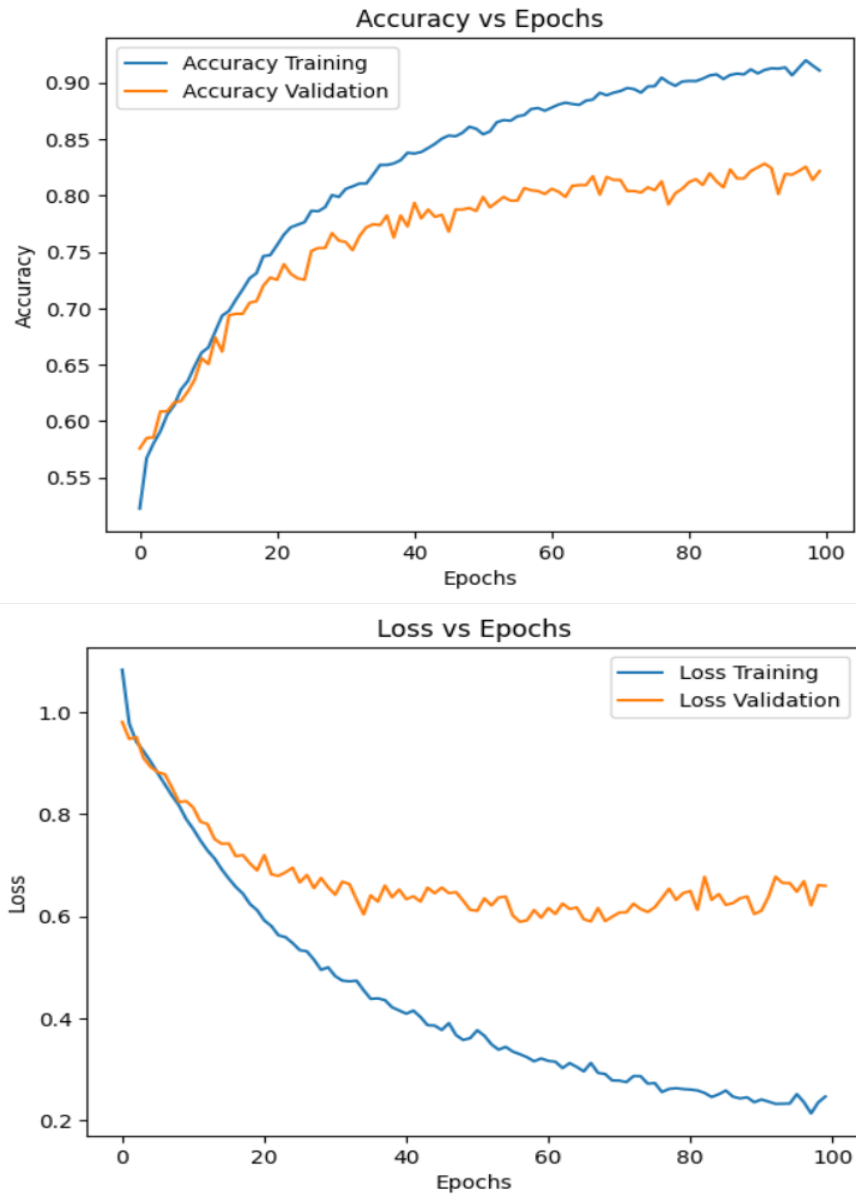 Accuracy vs Epochs
Accuracy Training
Accuracy Validation
0.90
0.85
0.80
0.75
0.70
0.65
0.60
0.55
Accuracy
0 20 40 60 80 100
Epochs
Loss vs Epochs
Loss Training
Loss Validation
1.0
0.8
0.6
0.4
0.2
Loss
0 20 40 60 80 100
Epochs